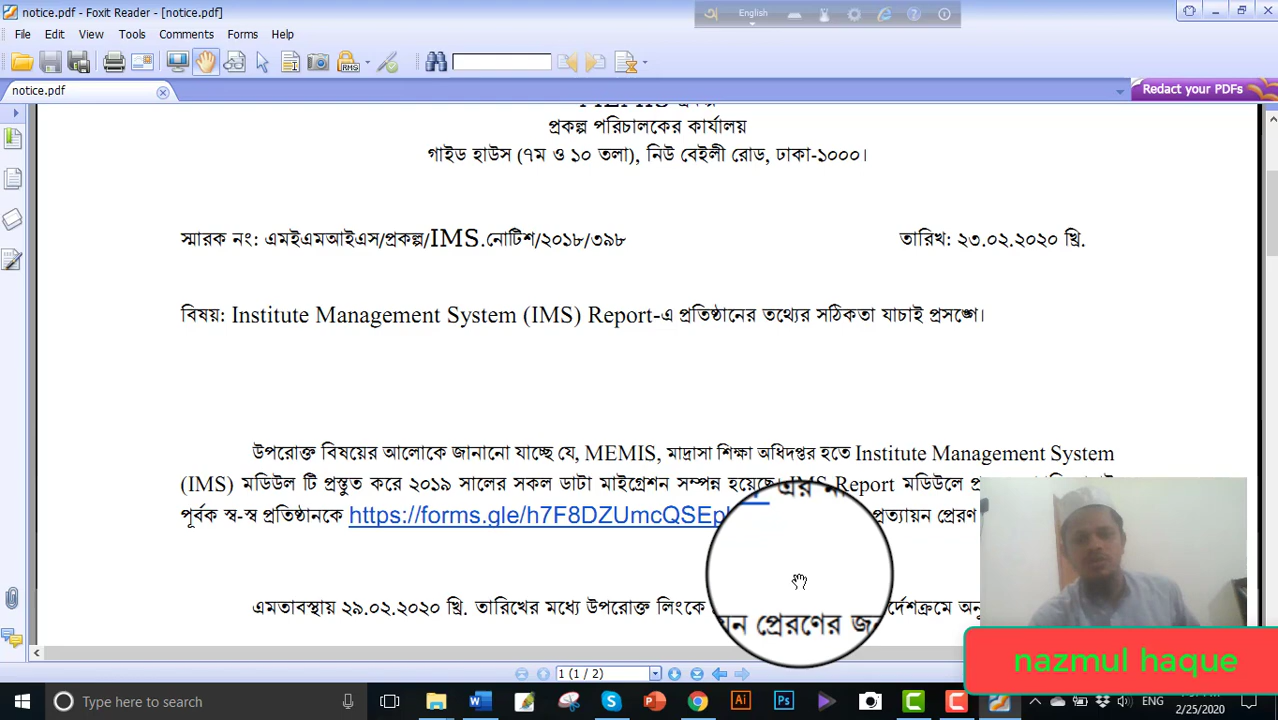 notice.pdf - Foxit Reader - [notice.pdf]
English
File Edit View Tools Comments Forms Help
notice.pdf
Redact your PDFs
প্রকল্প পরিচালকের কার্যালয়
গাইড হাউস (৭ম ও ১০ তলা), নিউ বেইলী রোড, ঢাকা-১০০০।
স্মারক নং: এমইএমআইএস/প্রকল্প/IMS.নোটিশ/২০১৮/৩৯৮ তারিখ: ২৩.০২.২০২০ খ্রি.
বিষয়: Institute Management System (IMS) Report-এ প্রতিষ্ঠানের তথ্যের সঠিকতা যাচাই প্রসঙ্গে।
উপরোক্ত বিষয়ের আলোকে জানানো যাচ্ছে যে, MEMIS, মাদ্রাসা শিক্ষা অধিদপ্তর হতে Institute Management System
(IMS) মডিউল টি প্রস্তুত করে ২০১৯ সালের সকল ডাটা মাইগ্রেশন সম্পন্ন হয়েছে। IMS Report মডিউলে
পূর্বক স্ব-স্ব প্রতিষ্ঠানকে https://forms.gle/h7F8DZUmcQSEp প্রত্যায়ন প্রেরণ
এমতাবস্থায় ২৯.০২.২০২০ খ্রি. তারিখের মধ্যে উপরোক্ত লিংকে
প্রেরণের
nazmul haque
1 (1 / 2)
Type here to search
ENG
2/25/2020